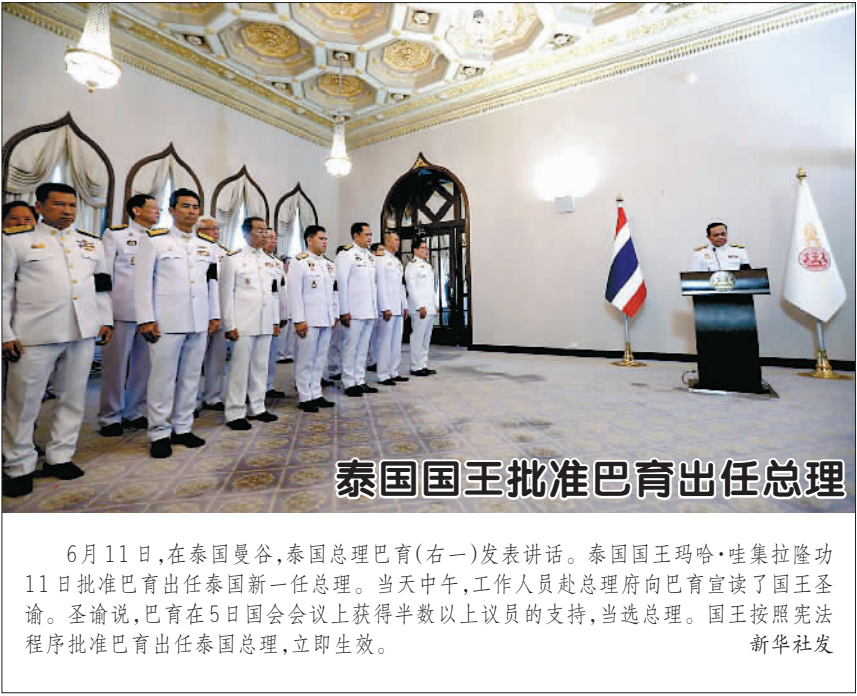 泰国国王批准巴育出任总理
6月11日,在泰国曼谷,泰国总理巴育(右一)发表讲话。泰国国王玛哈·哇集拉隆功
11日批准巴育出任泰国新一任总理。当天中午,工作人员赴总理府向巴育宣读了国王圣
谕。圣谕说,巴育在5日国会会议上获得半数以上议员的支持,当选总理。国王按照宪法
程序批准巴育出任泰国总理,立即生效。 新华社发